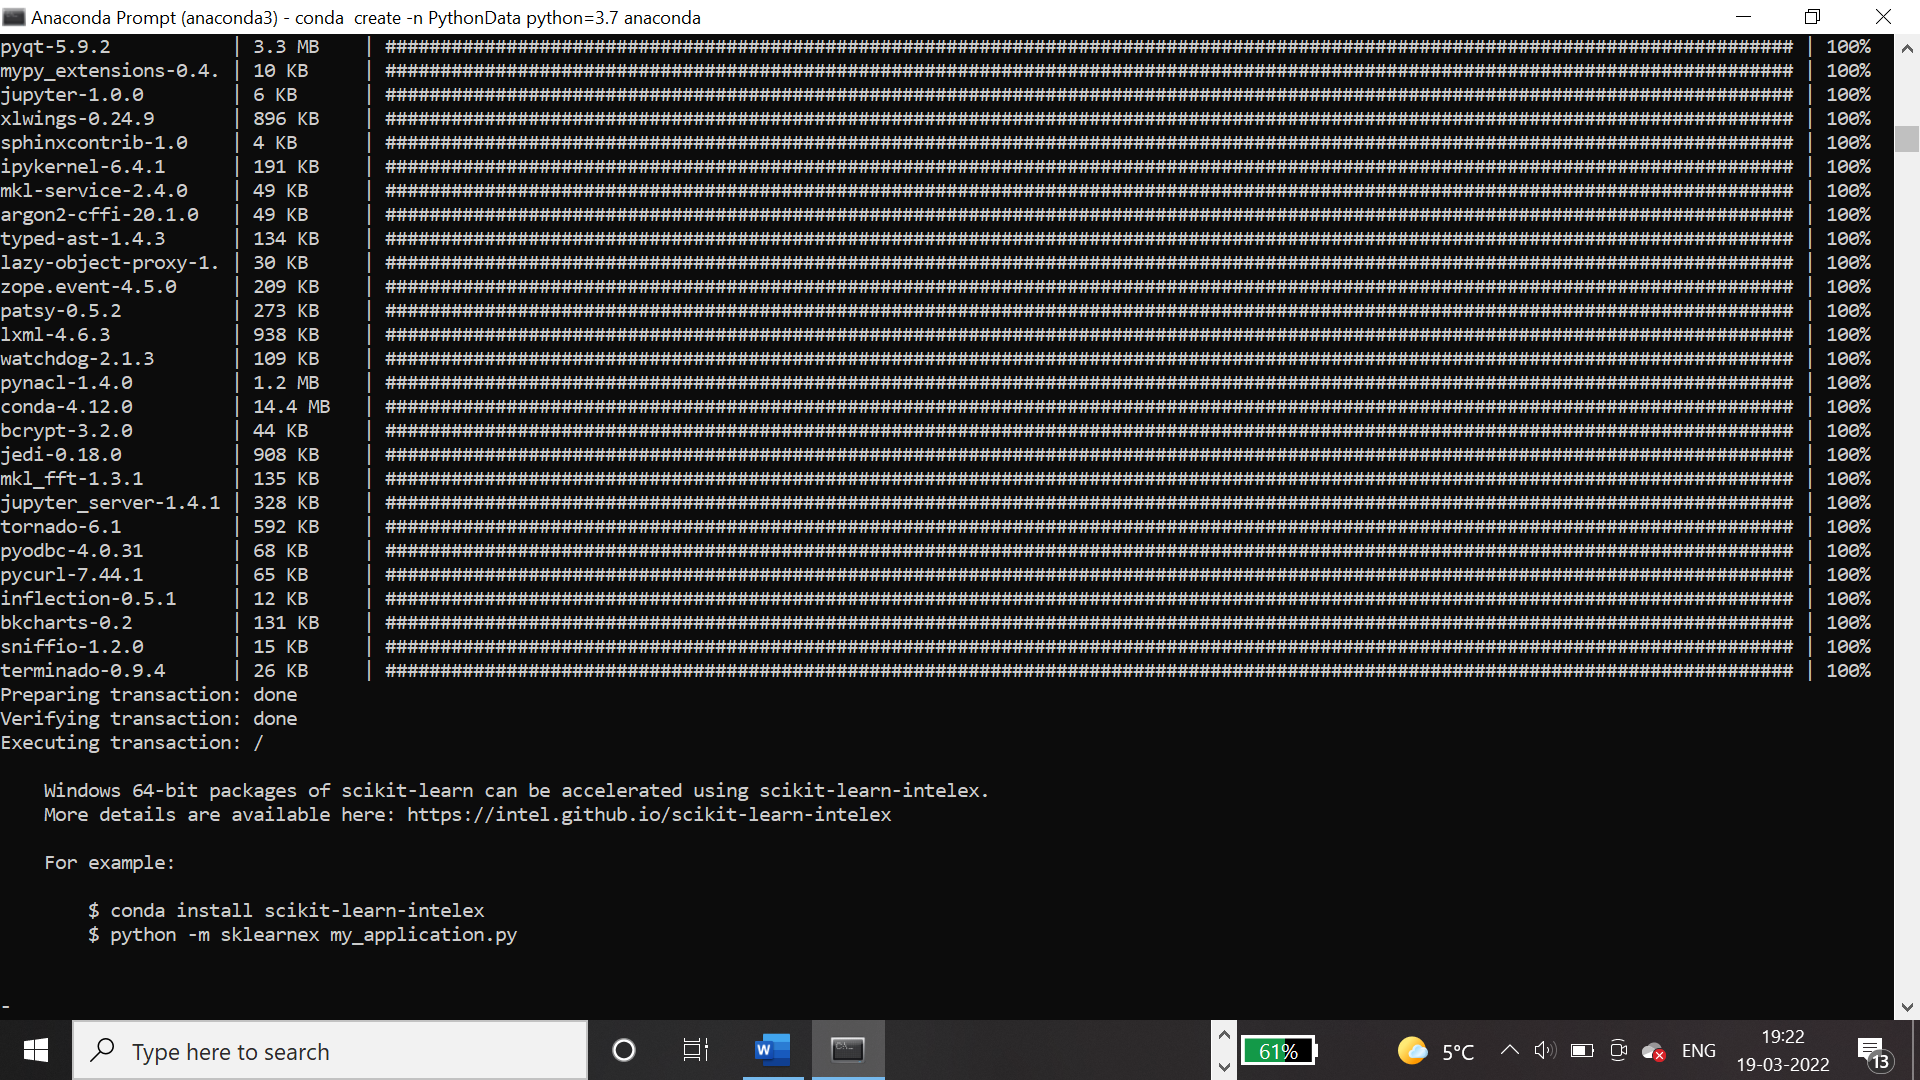 Anaconda Prompt (anaconda3) - conda  create -n PythonData python=3.7 anaconda
pyqt-5.9.2 | 3.3 MB | ################################################################################################################################ | 100%
mypy_extensions-0.4. | 10 KB | ################################################################################################################################ | 100%
jupyter-1.0.0 | 6 KB | ################################################################################################################################ | 100%
xlwings-0.24.9 | 896 KB | ################################################################################################################################ | 100%
sphinxcontrib-1.0 | 4 KB | ################################################################################################################################ | 100%
ipykernel-6.4.1 | 191 KB | ################################################################################################################################ | 100%
mkl-service-2.4.0 | 49 KB | ################################################################################################################################ | 100%
argon2-cffi-20.1.0 | 49 KB | ################################################################################################################################ | 100%
typed-ast-1.4.3 | 134 KB | ################################################################################################################################ | 100%
lazy-object-proxy-1. | 30 KB | ################################################################################################################################ | 100%
zope.event-4.5.0 | 209 KB | ################################################################################################################################ | 100%
patsy-0.5.2 | 273 KB | ################################################################################################################################ | 100%
lxml-4.6.3 | 938 KB | ################################################################################################################################ | 100%
watchdog-2.1.3 | 109 KB | ################################################################################################################################ | 100%
pynacl-1.4.0 | 1.2 MB | ################################################################################################################################ | 100%
conda-4.12.0 | 14.4 MB | ################################################################################################################################ | 100%
bcrypt-3.2.0 | 44 KB | ################################################################################################################################ | 100%
jedi-0.18.0 | 908 KB | ################################################################################################################################ | 100%
mkl_fft-1.3.1 | 135 KB | ################################################################################################################################ | 100%
jupyter_server-1.4.1 | 328 KB | ################################################################################################################################ | 100%
tornado-6.1 | 592 KB | ################################################################################################################################ | 100%
pyodbc-4.0.31 | 68 KB | ################################################################################################################################ | 100%
pycurl-7.44.1 | 65 KB | ################################################################################################################################ | 100%
inflection-0.5.1 | 12 KB | ################################################################################################################################ | 100%
bkcharts-0.2 | 131 KB | ################################################################################################################################ | 100%
sniffio-1.2.0 | 15 KB | ################################################################################################################################ | 100%
terminado-0.9.4 | 26 KB | ################################################################################################################################ | 100%
Preparing transaction: done
Verifying transaction: done
Executing transaction: /
Windows 64-bit packages of scikit-learn can be accelerated using scikit-learn-intelex.
More details are available here: https://intel.github.io/scikit-learn-intelex
For example:
$ conda install scikit-learn-intelex
$ python -m sklearnex my_application.py
-
Type here to search
W
61%
5°C
ENG
19:22
19-03-2022
13